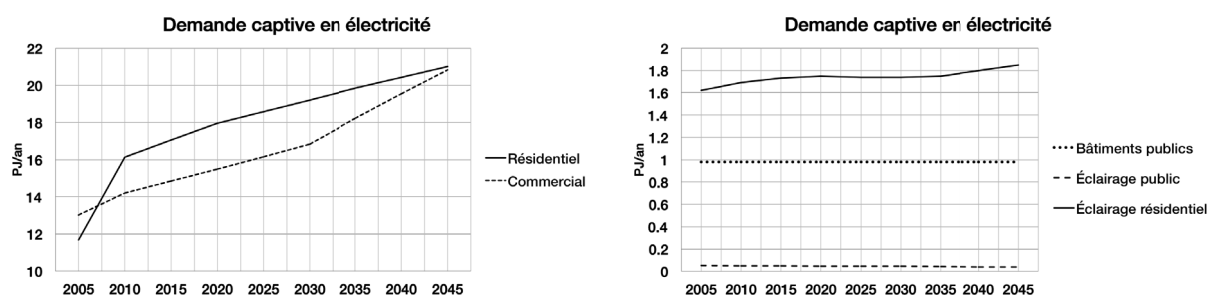 Demande captive en électricité
22
20
18
16
14
12
10
PJ/an
2005 2010 2015 2020 2025 2030 2035 2040 2045
Résidentiel
Commercial
Demande captive en électricité
2
1.8
1.6
1.4
1.2
1
0.8
0.6
0.4
0.2
0
PJ/an
2005 2010 2015 2020 2025 2030 2035 2040 2045
Bâtiments publics
Éclairage public
Éclairage résidentiel